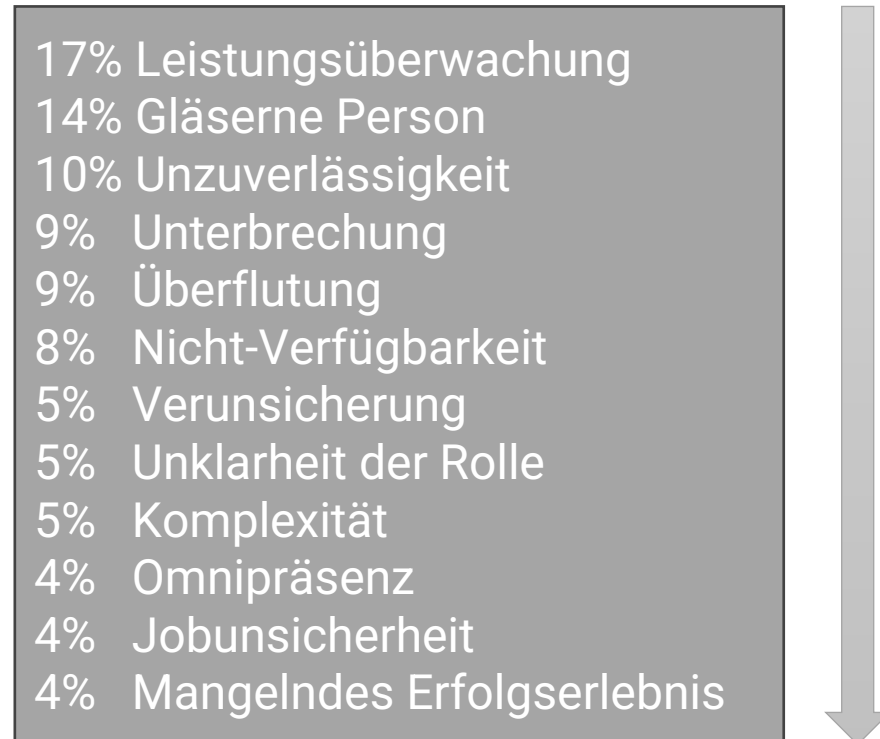 17% Leistungsüberwachung
14% Gläserne Person
10% Unzuverlässigkeit
9% Unterbrechung
9% Überflutung
8% Nicht-Verfügbarkeit
5% Verunsicherung
5% Unklarheit der Rolle
5% Komplexität
4% Omnipräsenz
4% Jobunsicherheit
4% Mangelndes Erfolgserlebnis